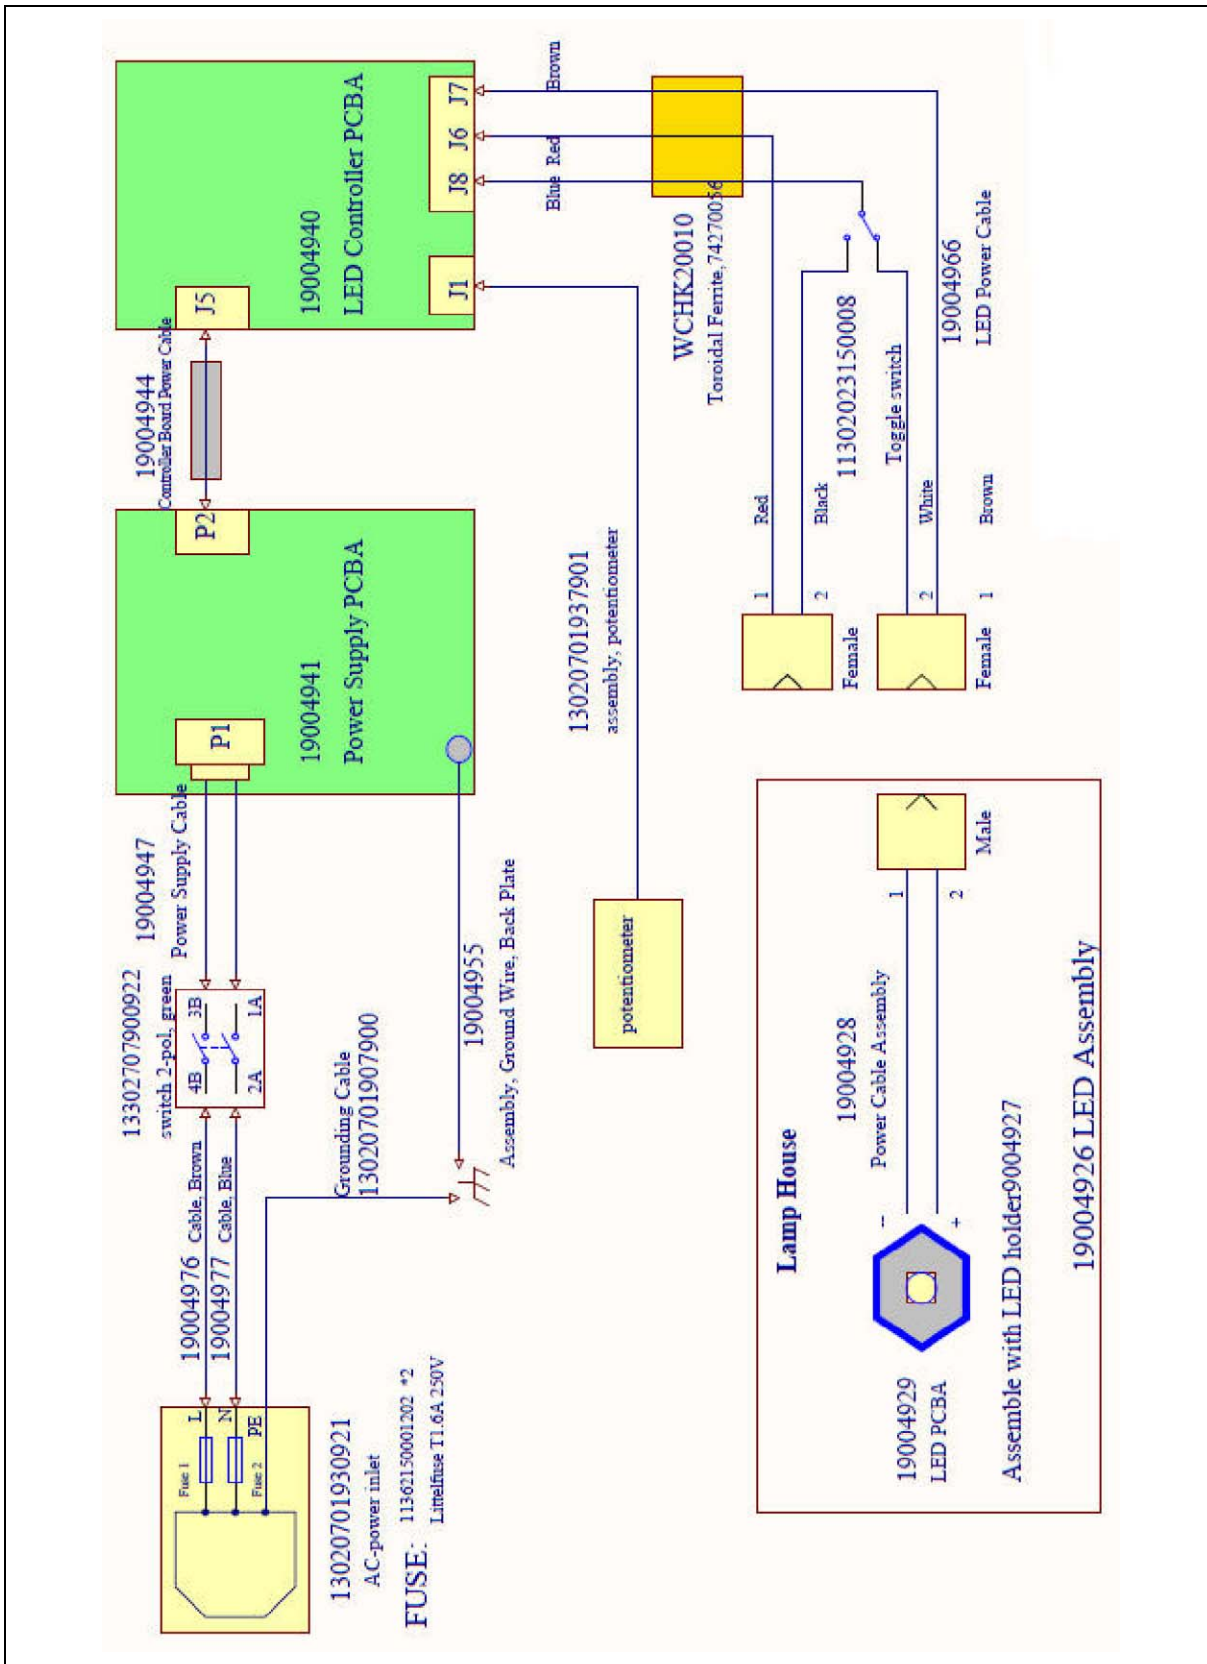 Fuse 1
Fuse 2
L
N
PE
13020701930921
AC-power inlet
FUSE: 11362150001202 *2
Littelfuse T1.6A 250V
19004976 Cable, Brown
19004977 Cable, Blue
13302707900922
switch 2-pol, green
4B 3B
2A 1A
Grounding Cable
13020701907900
19004947
Power Supply Cable
P1
P2
19004941
Power Supply PCBA
19004955
Assembly, Ground Wire, Back Plate
19004944
Controller Board Power Cable
J5
19004940
LED Controller PCBA
J1
J8
J6
J7
Blue
Red
Brown
potentiometer
13020701937901
assembly, potentiometer
WCHK20010
Toroidal Ferrite,74270056
11302023150008
Toggle switch
19004966
LED Power Cable
1
Red
2
Black
Female
2
White
1
Brown
Female
Lamp House
19004928
Power Cable Assembly
--
+
1
2
Male
19004929
LED PCBA
Assemble with LED holder9004927
19004926 LED Assembly